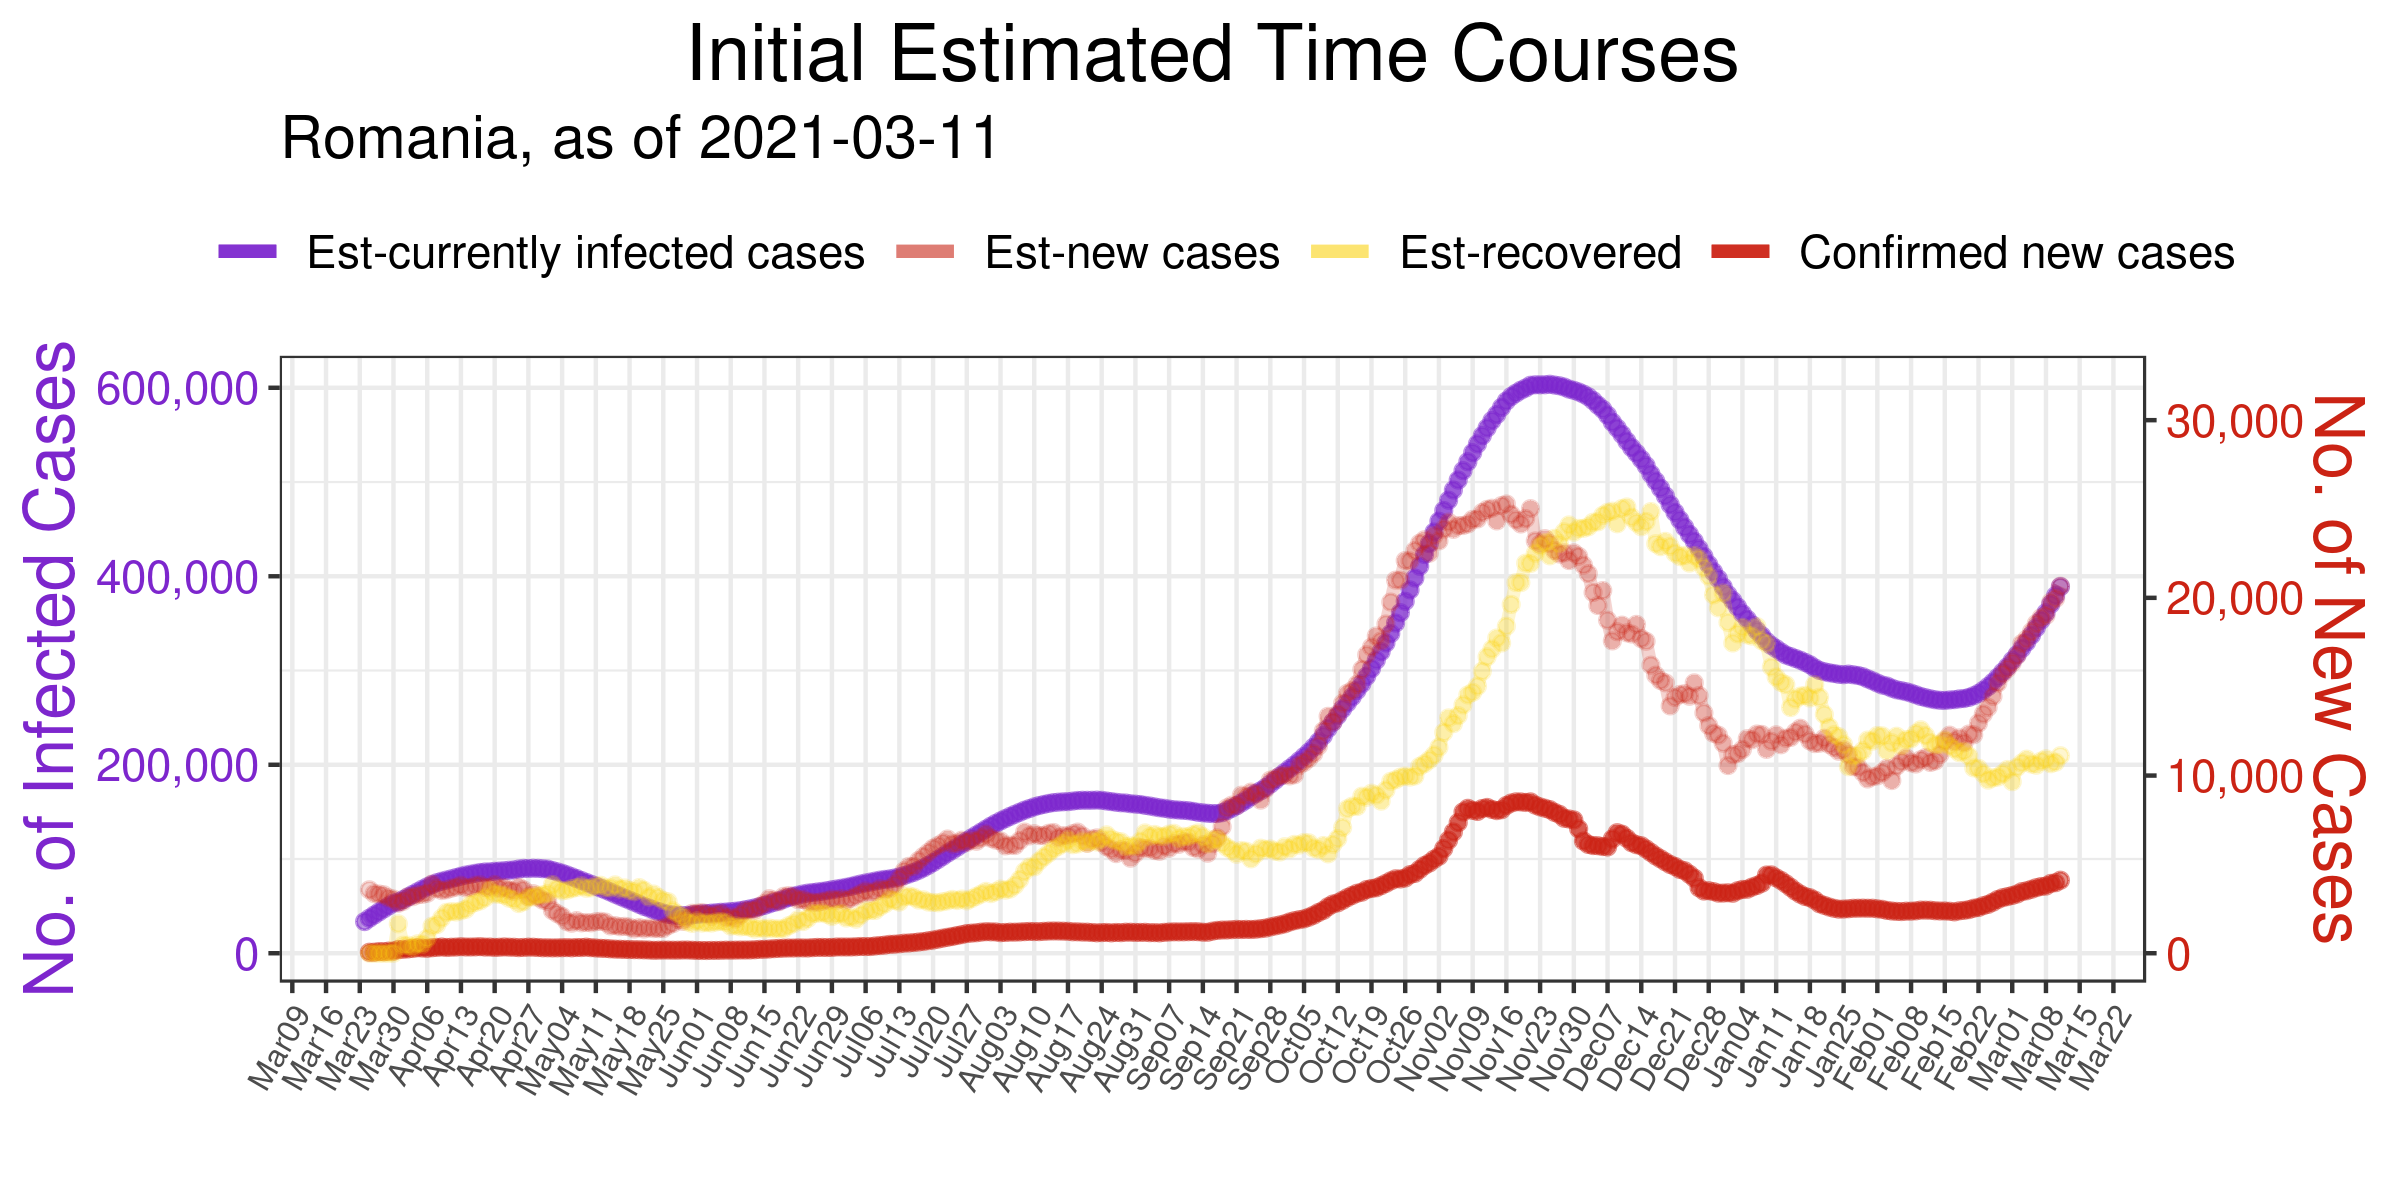 Initial Estimated Time Courses
Romania, as of 2021-03-11
Est-currently infected cases Est-new cases Est-recovered Confirmed new cases
No. of Infected Cases
600,000
400,000
200,000
0
30,000
20,000
10,000
0
No. of New Cases
Mar09 Mar16 Mar23 Mar30 Apr06 Apr13 Apr20 Apr27 May04 May11 May18 May25 Jun01 Jun08 Jun15 Jun22 Jun29 Jul06 Jul13 Jul20 Jul27 Aug03 Aug10 Aug17 Aug24 Aug31 Sep07 Sep14 Sep21 Sep28 Oct05 Oct12 Oct19 Oct26 Nov02 Nov09 Nov16 Nov23 Nov30 Dec07 Dec14 Dec21 Dec28 Jan04 Jan11 Jan18 Jan25 Feb01 Feb08 Feb15 Feb22 Mar01 Mar08 Mar15 Mar22